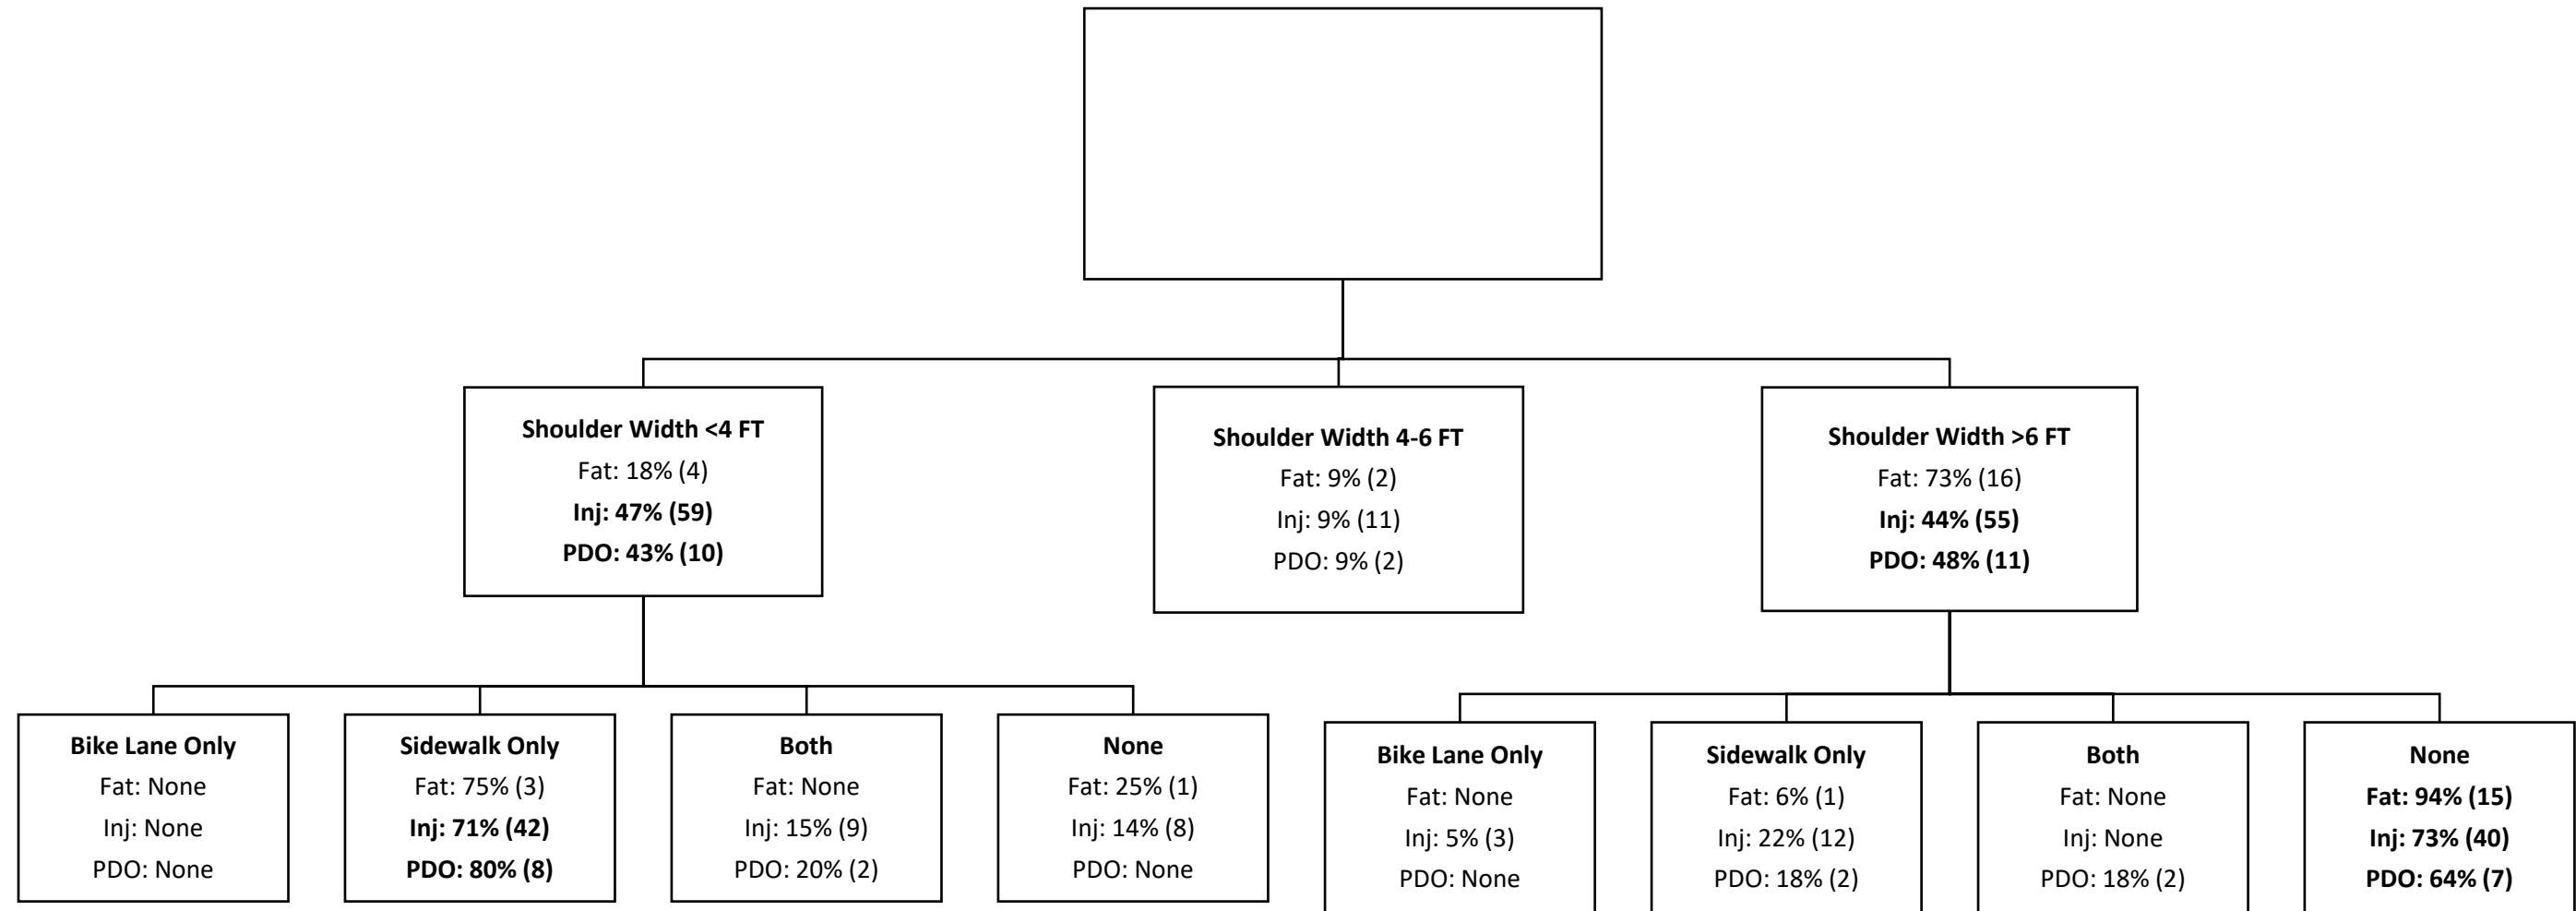 Shoulder Width <4 FT
Fat: 18% (4)
Inj: 47% (59)
PDO: 43% (10)
Shoulder Width 4-6 FT
Fat: 9% (2)
Inj: 9% (11)
PDO: 9% (2)
Shoulder Width >6 FT
Fat: 73% (16)
Inj: 44% (55)
PDO: 48% (11)
Bike Lane Only
Fat: None
Inj: None
PDO: None
Sidewalk Only
Fat: 75% (3)
Inj: 71% (42)
PDO: 80% (8)
Both
Fat: None
Inj: 15% (9)
PDO: 20% (2)
None
Fat: 25% (1)
Inj: 14% (8)
PDO: None
Bike Lane Only
Fat: None
Inj: 5% (3)
PDO: None
Sidewalk Only
Fat: 6% (1)
Inj: 22% (12)
PDO: 18% (2)
Both
Fat: None
Inj: None
PDO: 18% (2)
None
Fat: 94% (15)
Inj: 73% (40)
PDO: 64% (7)